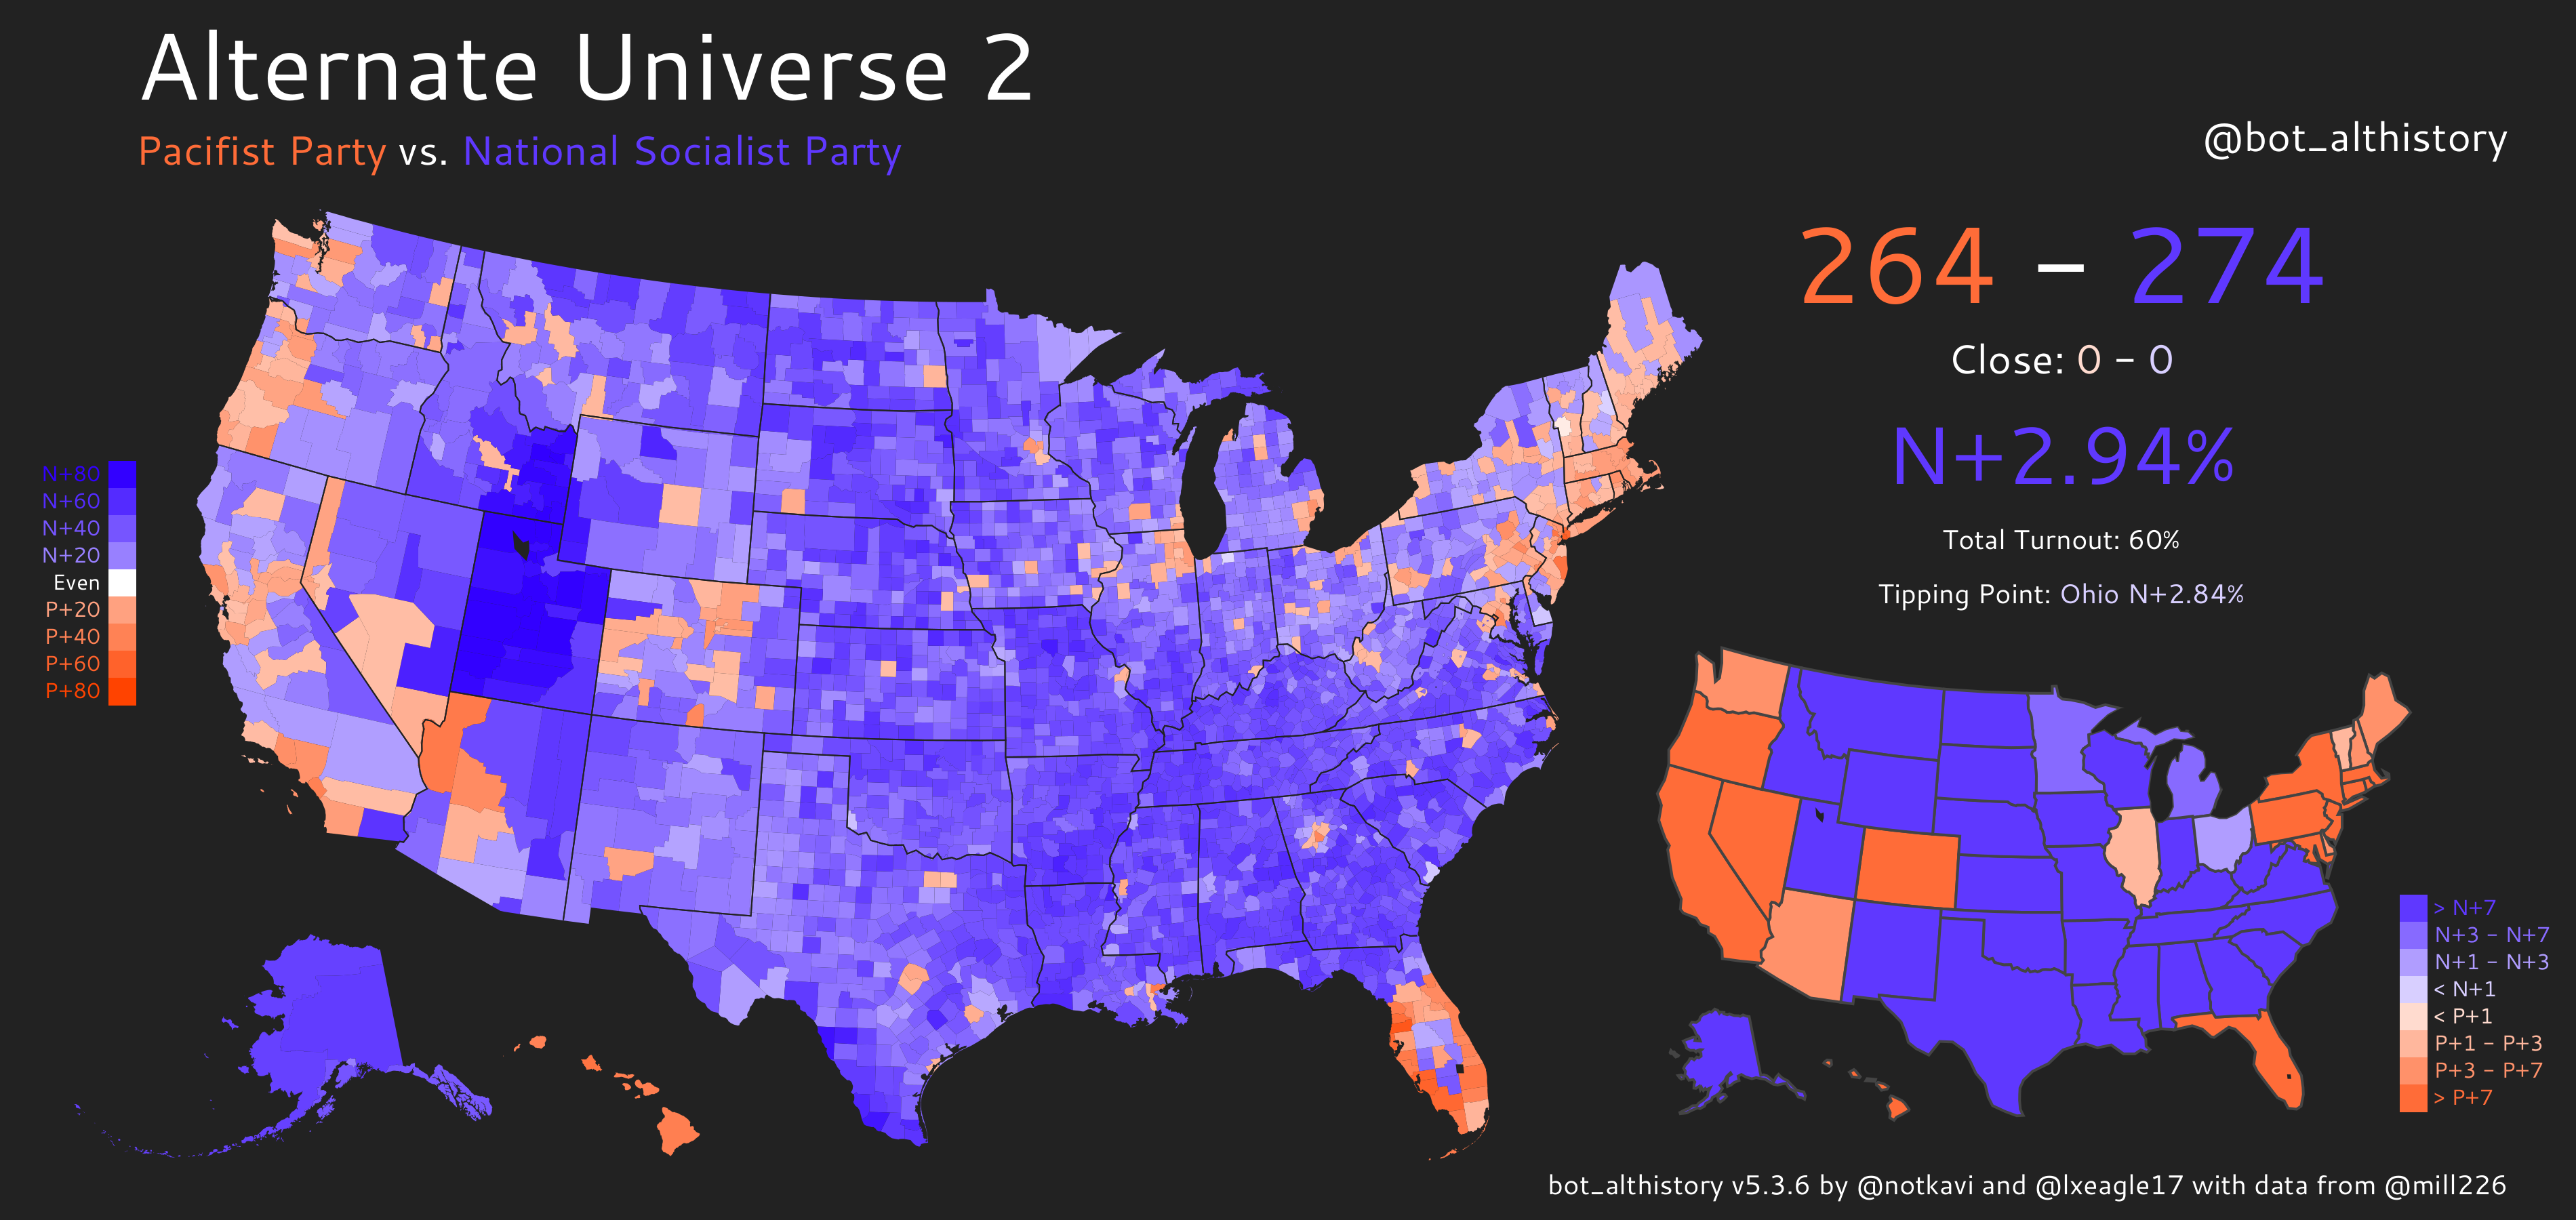 Alternate Universe 2
Pacifist Party vs. National Socialist Party
@bot_althistory
264 – 274
Close: 0 – 0
N+2.94%
Total Turnout: 60%
Tipping Point: Ohio N+2.84%
N+80
N+60
N+40
N+20
Even
P+20
P+40
P+60
P+80
> N+7
N+3 – N+7
N+1 – N+3
< N+1
< P+1
P+1 – P+3
P+3 – P+7
> P+7
bot_althistory v5.3.6 by @notkavi and @lxeagle17 with data from @mill226